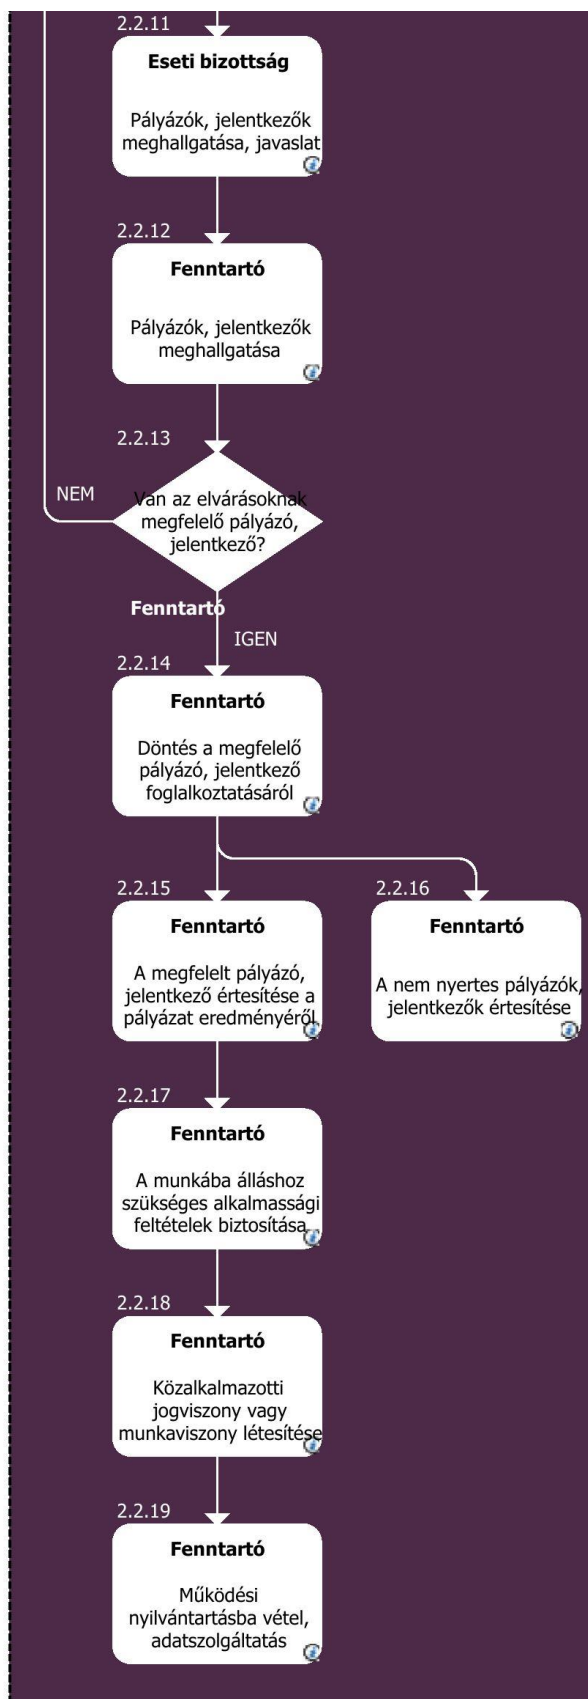 2.2.11
Eseti bizottság
Pályázók, jelentkezők
meghallgatása, javaslat
2.2.12
Fenntartó
Pályázók, jelentkezők
meghallgatása
2.2.13
NEM
Van az elvárásoknak
megfelelő pályázó,
jelentkező?
Fenntartó
IGEN
2.2.14
Fenntartó
Döntés a megfelelő
pályázó, jelentkező
foglalkoztatásáról
2.2.15
Fenntartó
A megfelelt pályázó,
jelentkező értesítése a
pályázat eredményéről
2.2.16
Fenntartó
A nem nyertes pályázók,
jelentkezők értesítése
2.2.17
Fenntartó
A munkába álláshoz
szükséges alkalmassági
feltételek biztosítása
2.2.18
Fenntartó
Közalkalmazotti
jogviszony vagy
munkaviszony létesítése
2.2.19
Fenntartó
Működési
nyilvántartásba vétel,
adatszolgáltatás